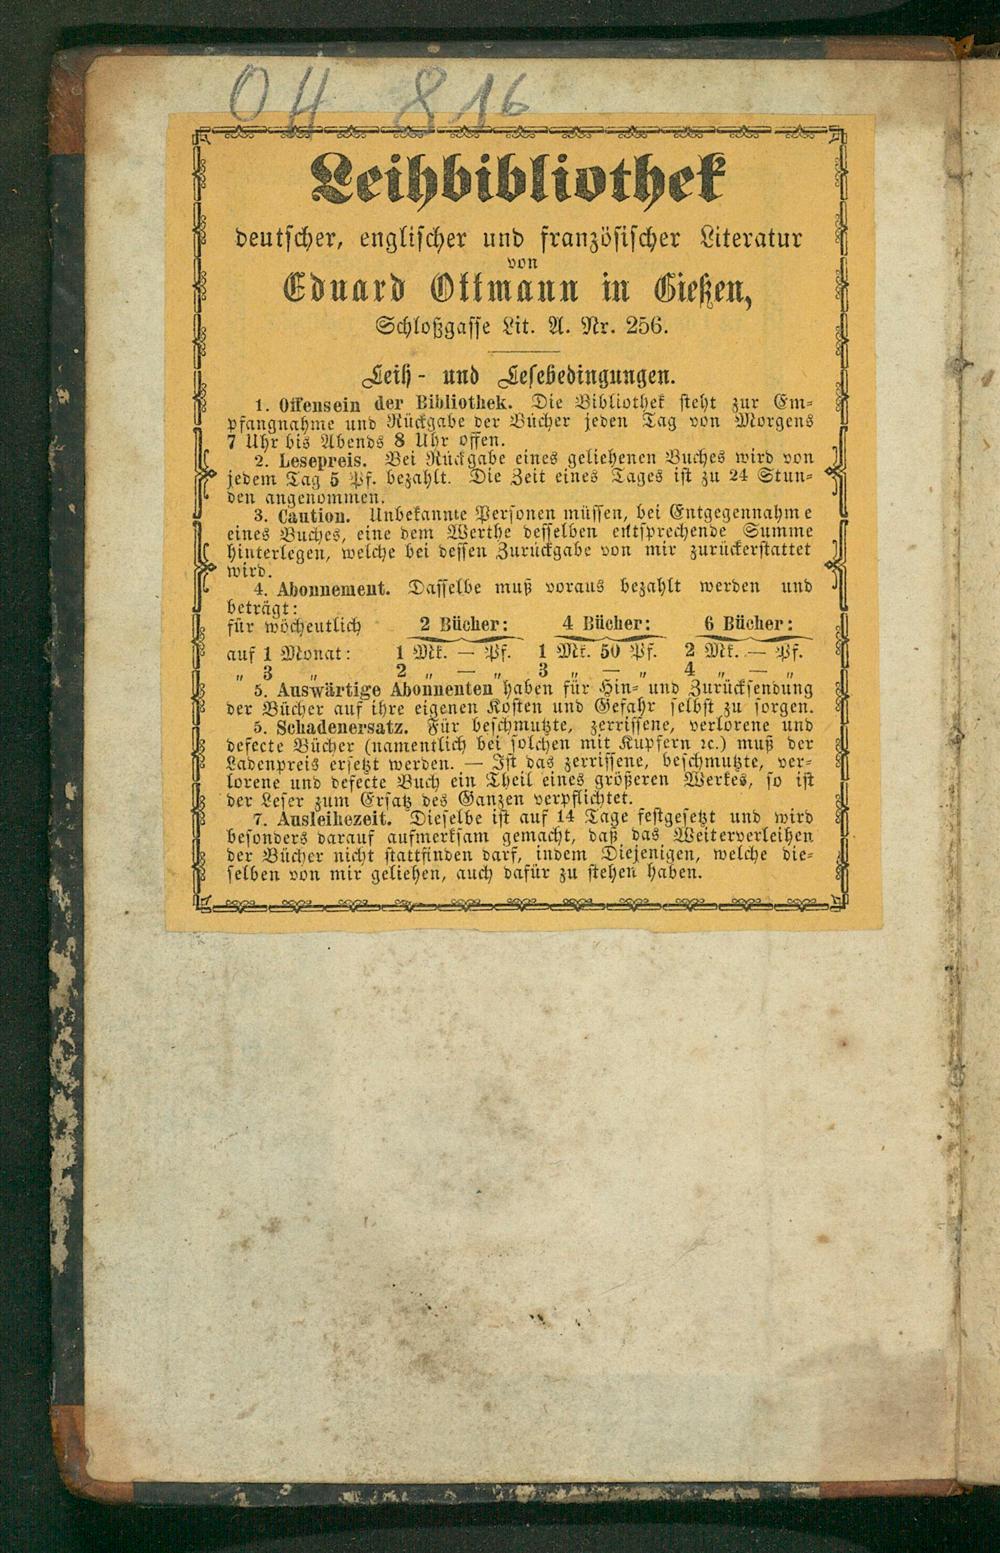 OH 816
Leihbibliothek
deutscher, englischer und französischer Literatur
von
Eduard Ottmann in Gießen,
Schloßgasse Lit. A. Nr. 256.
Leih- und Lesebedingungen.
1. Offensein der Bibliothek. Die Bibliothek steht zur Em-
pfangnahme und Rückgabe der Bücher jeden Tag von Morgens
7 Uhr bis Abends 8 Uhr offen.
2. Lesepreis. Bei Rückgabe eines geliehenen Buches wird von
jedem Tag 5 Pf. bezahlt. Die Zeit eines Tages ist zu 24 Stun-
den angenommen.
3. Caution. Unbekannte Personen müssen, bei Entgegennahme
eines Buches, eine dem Werthe desselben entsprechende Summe
hinterlegen, welche bei dessen Zurückgabe von mir zurückerstattet
wird.
4. Abonnement. Dasselbe muß voraus bezahlt werden und
beträgt:
für wöchentlich 2 Bücher: 4 Bücher: 6 Bücher:
auf 1 Monat: 1 Mk. — Pf. 1 Mk. 50 Pf. 2 Mk. — Pf.
„ 3 „ 2 „ — „ 3 „ — „ 4 „ — „
5. Auswärtige Abonnenten haben für Hin- und Zurücksendung
der Bücher auf ihre eigenen Kosten und Gefahr selbst zu sorgen.
5. Schadenersatz. Für beschmutzte, zerrissene, verlorene und
defecte Bücher (namentlich bei solchen mit Kupfern ꝛc.) muß der
Ladenpreis ersetzt werden. — Ist das zerrissene, beschmutzte, ver-
lorene und defecte Buch ein Theil eines größeren Werkes, so ist
der Leser zum Ersatz des Ganzen verpflichtet.
7. Ausleihezeit. Dieselbe ist auf 14 Tage festgesetzt und wird
besonders darauf aufmerksam gemacht, daß das Weiterverleihen
der Bücher nicht stattfinden darf, indem Diejenigen, welche die-
selben von mir geliehen, auch dafür zu stehen haben.